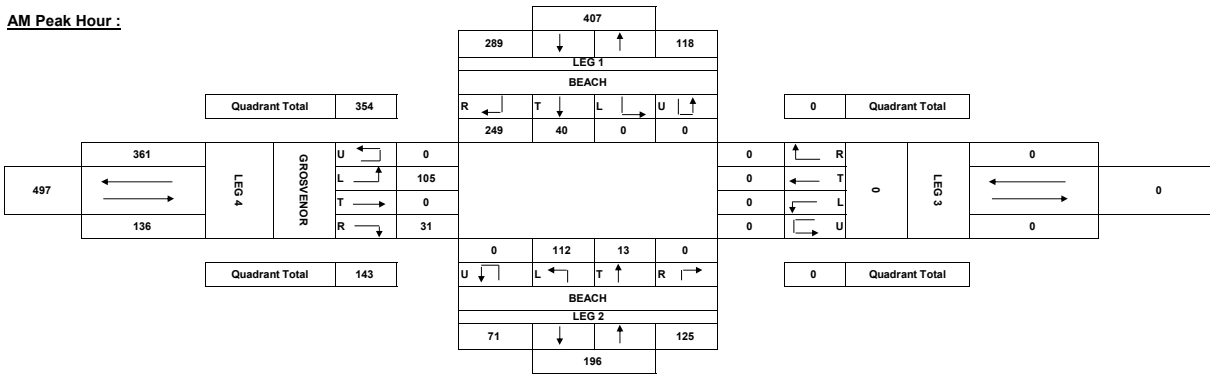 AM Peak Hour :
407
289 118
LEG 1
BEACH
Quadrant Total 354
R T L U
0 Quadrant Total
249 40 0 0
361
U 0
0 R
0
497
LEG 4
GROSVENOR
L 105
0 T
0
LEG 3
0
T 0
0 L
136
R 31
0 U
0
0 112 13 0
Quadrant Total 143
U L T R
0 Quadrant Total
BEACH
LEG 2
71 125
196